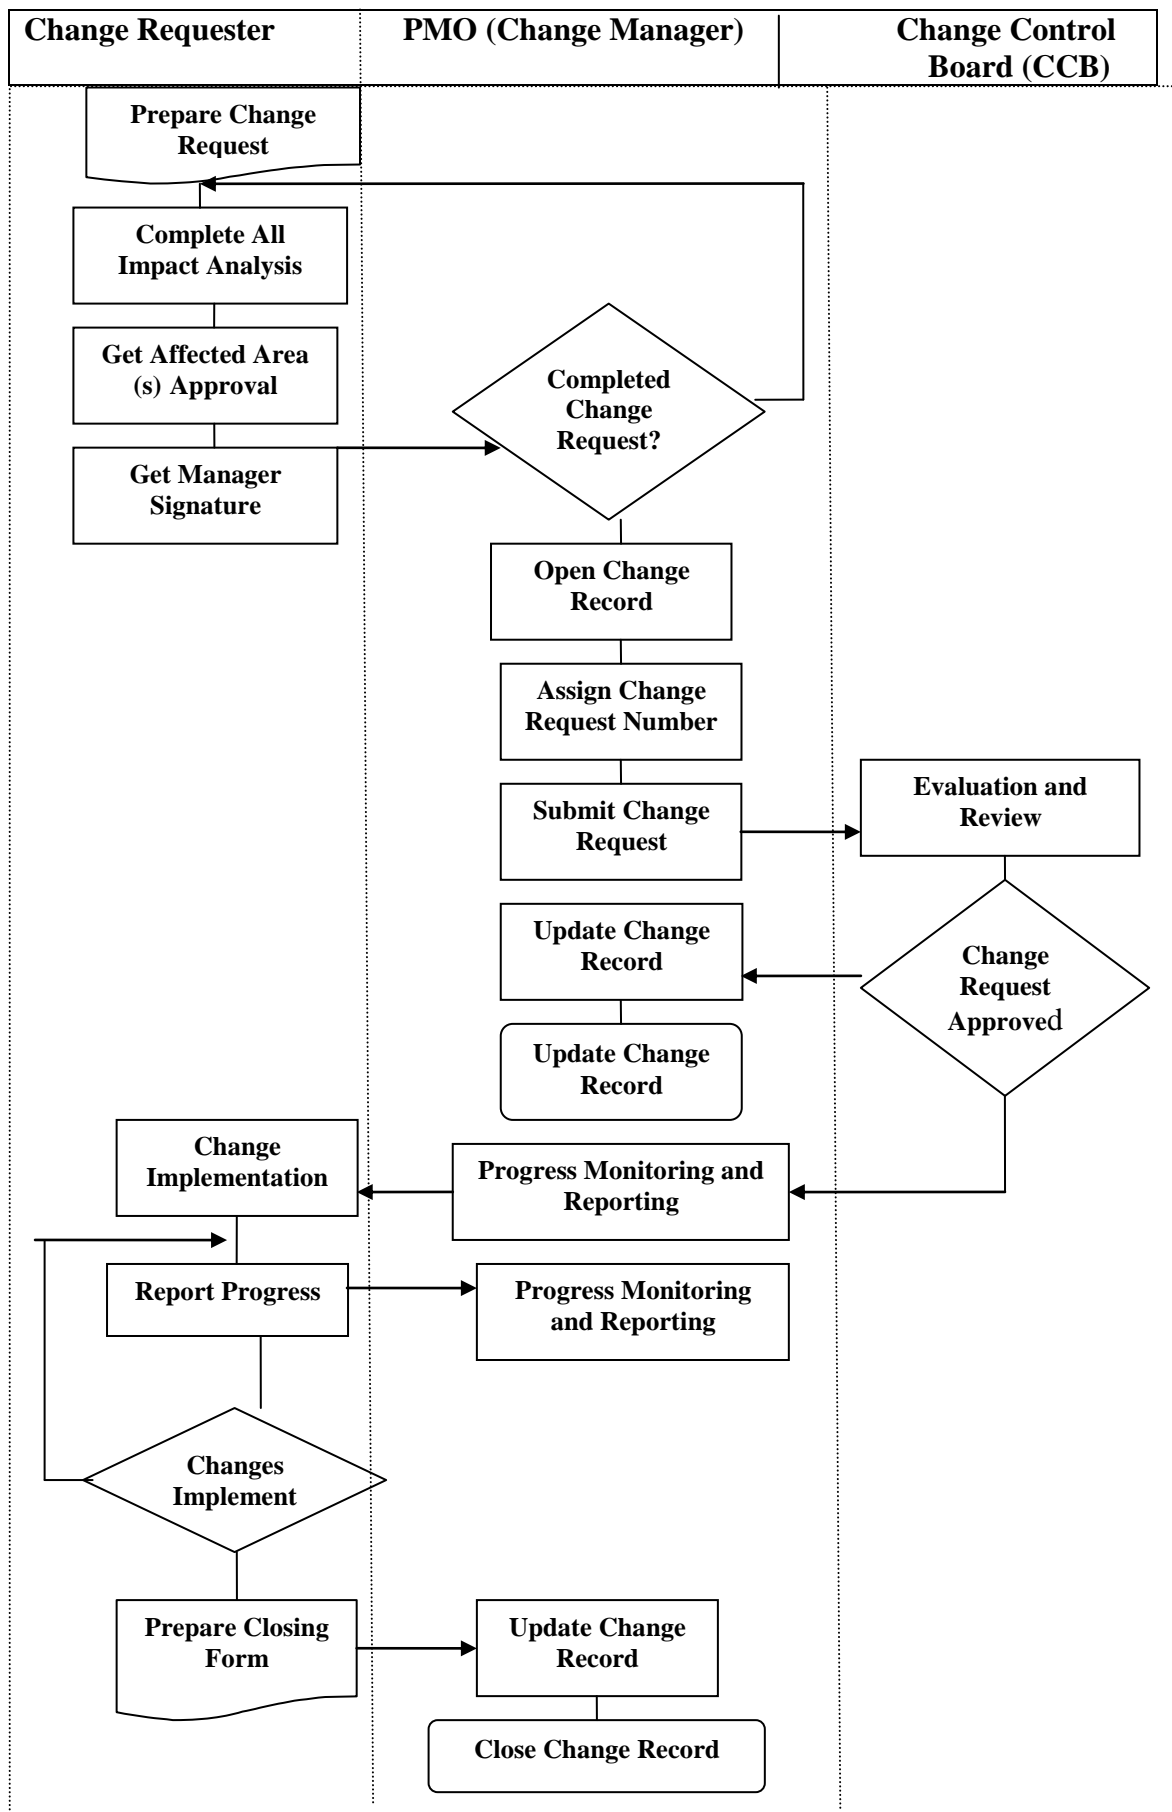 Change Requester
PMO (Change Manager)
Change Control
Board (CCB)
Prepare Change
Request
Complete All
Impact Analysis
Get Affected Area
(s) Approval
Get Manager
Signature
Completed
Change
Request?
Open Change
Record
Assign Change
Request Number
Submit Change
Request
Evaluation and
Review
Change
Request
Approved
Update Change
Record
Update Change
Record
Progress Monitoring and
Reporting
Change
Implementation
Report Progress
Progress Monitoring
and Reporting
Changes
Implement
Prepare Closing
Form
Update Change
Record
Close Change Record